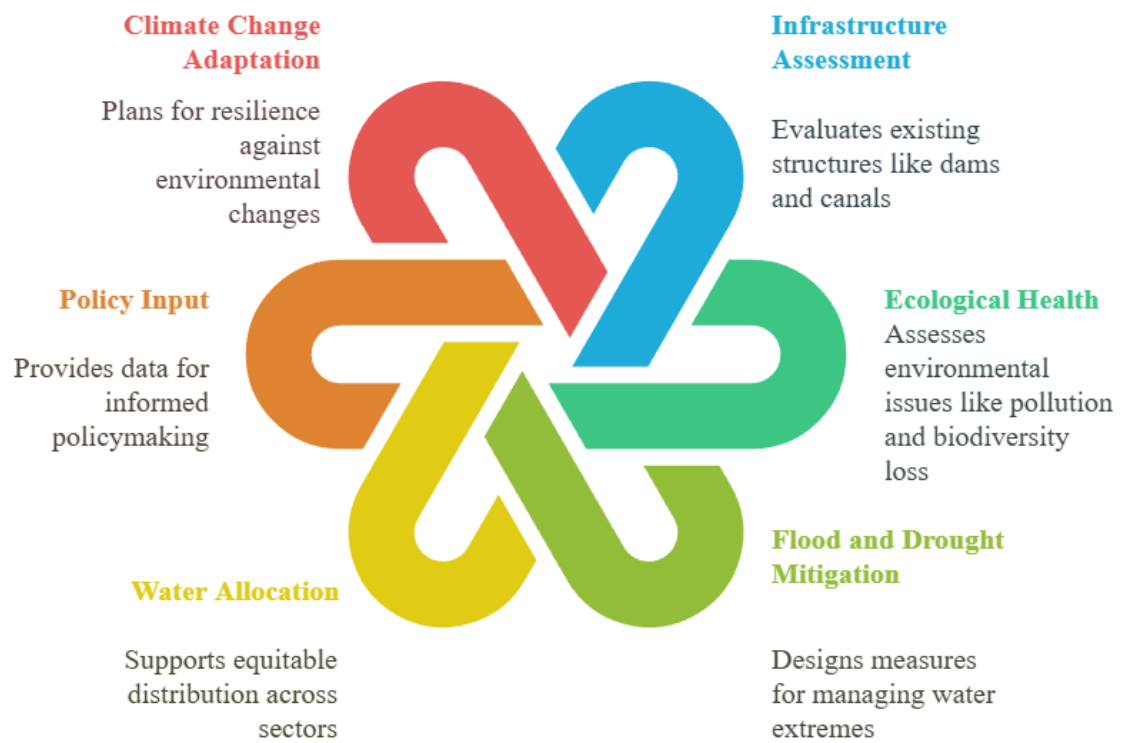 Climate Change
Adaptation
Plans for resilience
against
environmental
changes
Infrastructure
Assessment
Evaluates existing
structures like dams
and canals
Policy Input
Provides data for
informed
policymaking
Ecological Health
Assesses
environmental
issues like pollution
and biodiversity
loss
Water Allocation
Supports equitable
distribution across
sectors
Flood and Drought
Mitigation
Designs measures
for managing water
extremes